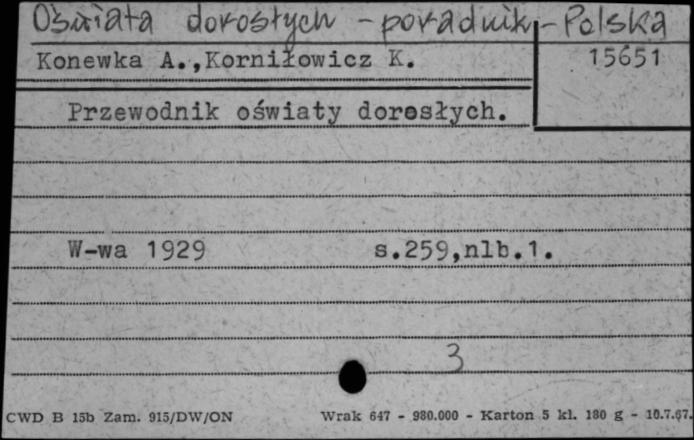 Oświata dorosłych - poradnik - Polska
Konewka A.,Korniłowicz K.
15651
Przewodnik oświaty dorosłych.
W-wa 1929 s.259,nlb.1.
3
CWD B 15b Zam. 915/DW/ON Wrak 647 - 980.000 - Karton 5 kl. 180 g - 10.7.67.